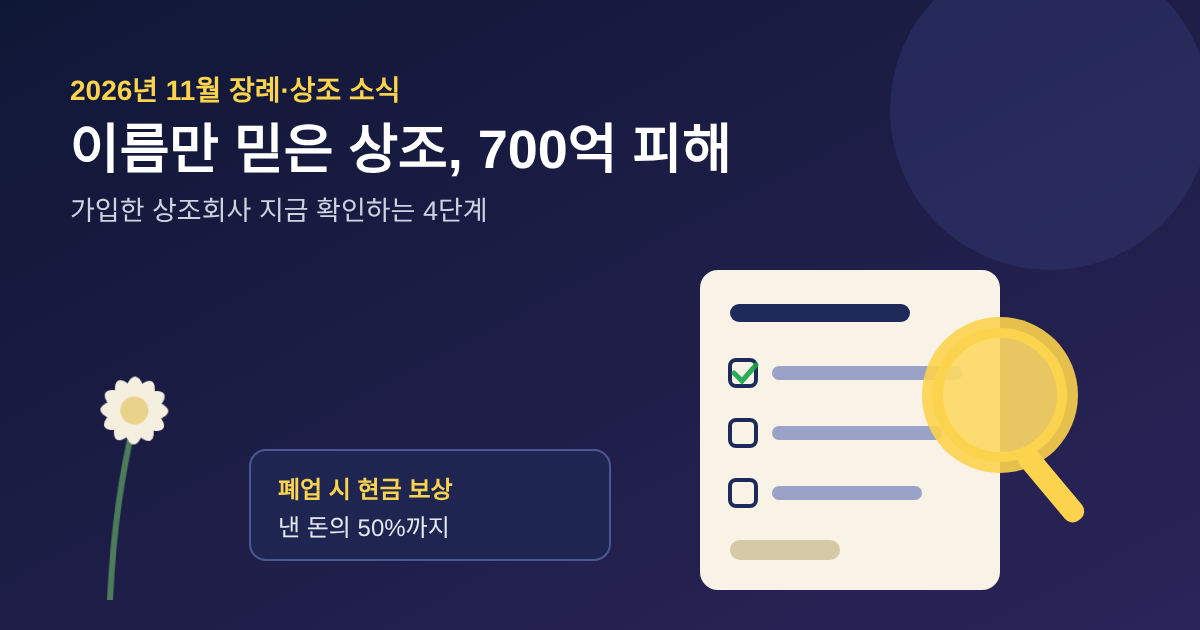 2026년 11월 장례·상조 소식
이름만 믿은 상조, 700억 피해
가입한 상조회사 지금 확인하는 4단계
폐업 시 현금 보상
낸 돈의 50%까지